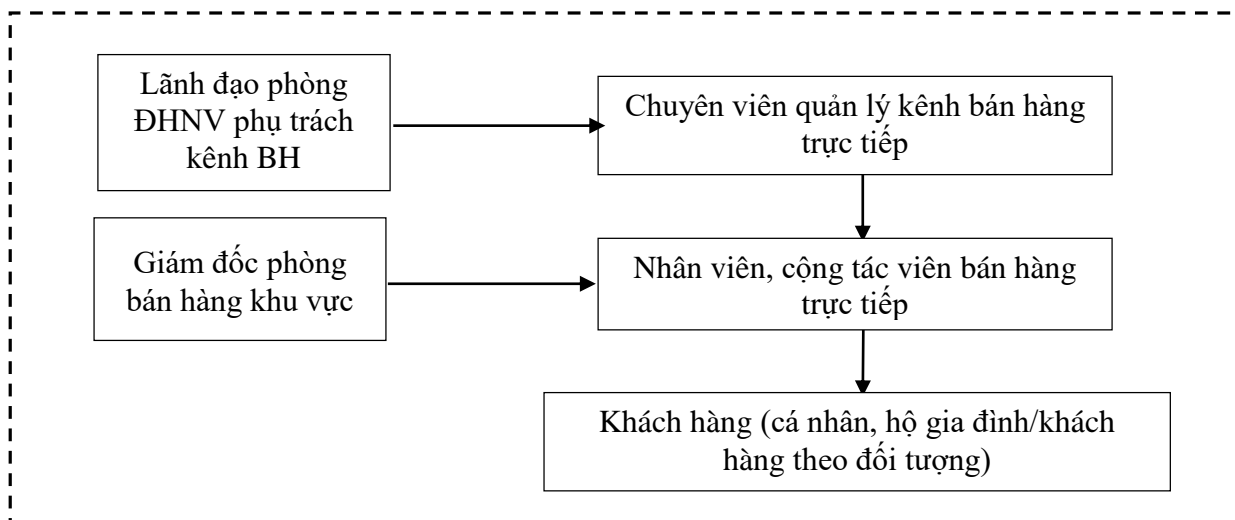 Lãnh đạo phòng
ĐHNV phụ trách
kênh BH
Chuyên viên quản lý kênh bán hàng
trực tiếp
Giám đốc phòng
bán hàng khu vực
Nhân viên, cộng tác viên bán hàng
trực tiếp
Khách hàng (cá nhân, hộ gia đình/khách
hàng theo đối tượng)